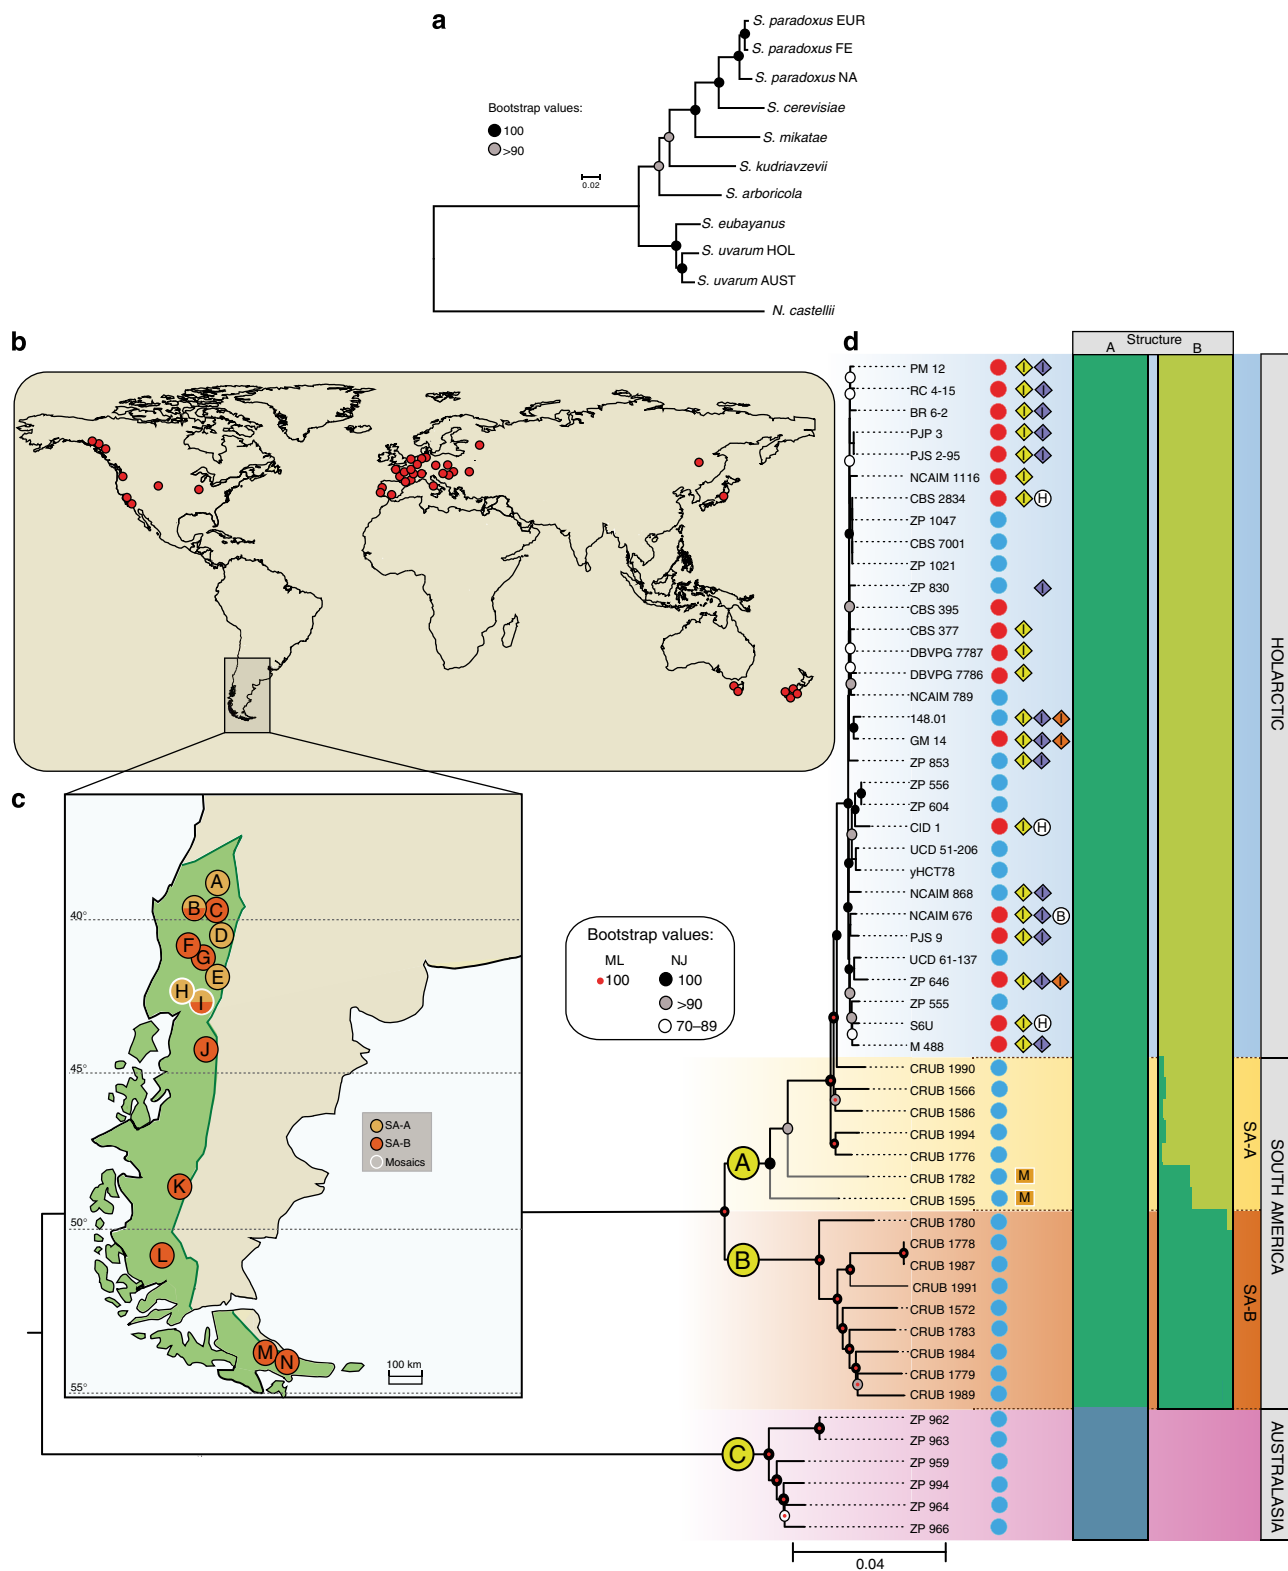 a
S. paradoxus EUR
S. paradoxus FE
S. paradoxus NA
S. cerevisiae
S. mikatae
S. kudriavzevii
S. arboricola
S. eubayanus
S. uvarum HOL
S. uvarum AUST
N. castellii
Bootstrap values:
100
>90
0.02
b
c
A
B C
D
F
G
E
H
I
J
K
L
M N
40°
45°
50°
55°
SA-A
SA-B
Mosaics
100 km
d
Structure
A B
PM 12 I I
RC 4-15 I I
BR 6-2 I I
PJP 3 I I
PJS 2-95 I I
NCAIM 1116 I
CBS 2834 I H
ZP 1047
CBS 7001
ZP 1021
ZP 830 I
CBS 395
CBS 377 I
DBVPG 7787 I
DBVPG 7786 I
NCAIM 789
148.01 I I I
GM 14 I I I
ZP 853 I I
ZP 556
ZP 604
CID 1 I H
UCD 51-206
yHCT78
NCAIM 868 I I
NCAIM 676 I I B
PJS 9 I I
UCD 61-137
ZP 646 I I I
ZP 555
S6U I H
M 488 I I
CRUB 1990
CRUB 1566
CRUB 1586
CRUB 1994
CRUB 1776
CRUB 1782 M
CRUB 1595 M
CRUB 1780
CRUB 1778
CRUB 1987
CRUB 1991
CRUB 1572
CRUB 1783
CRUB 1984
CRUB 1779
CRUB 1989
ZP 962
ZP 963
ZP 959
ZP 994
ZP 964
ZP 966
Bootstrap values:
ML NJ
100 100
>90
70–89
A
B
C
HOLARCTIC
SA-A
SA-B
SOUTH AMERICA
AUSTRALASIA
0.04